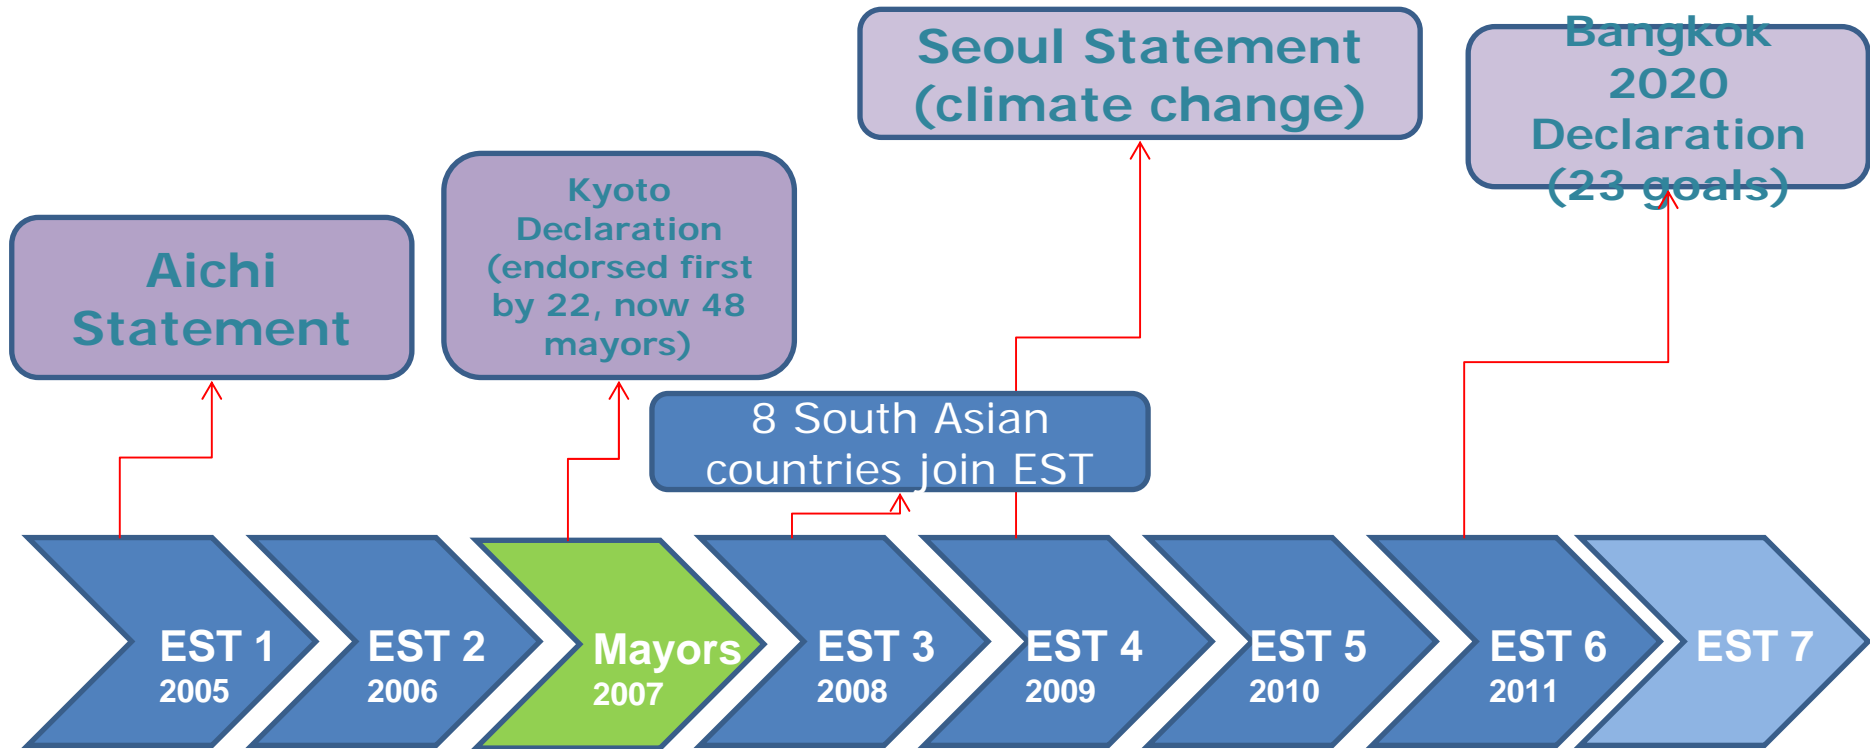 Seoul Statement
(climate change)
Bangkok
2020
Declaration
(23 goals)
Kyoto
Declaration
(endorsed first
by 22, now 48
mayors)
Aichi
Statement
8 South Asian
countries join EST
EST 1
2005
EST 2
2006
Mayors
2007
EST 3
2008
EST 4
2009
EST 5
2010
EST 6
2011
EST 7